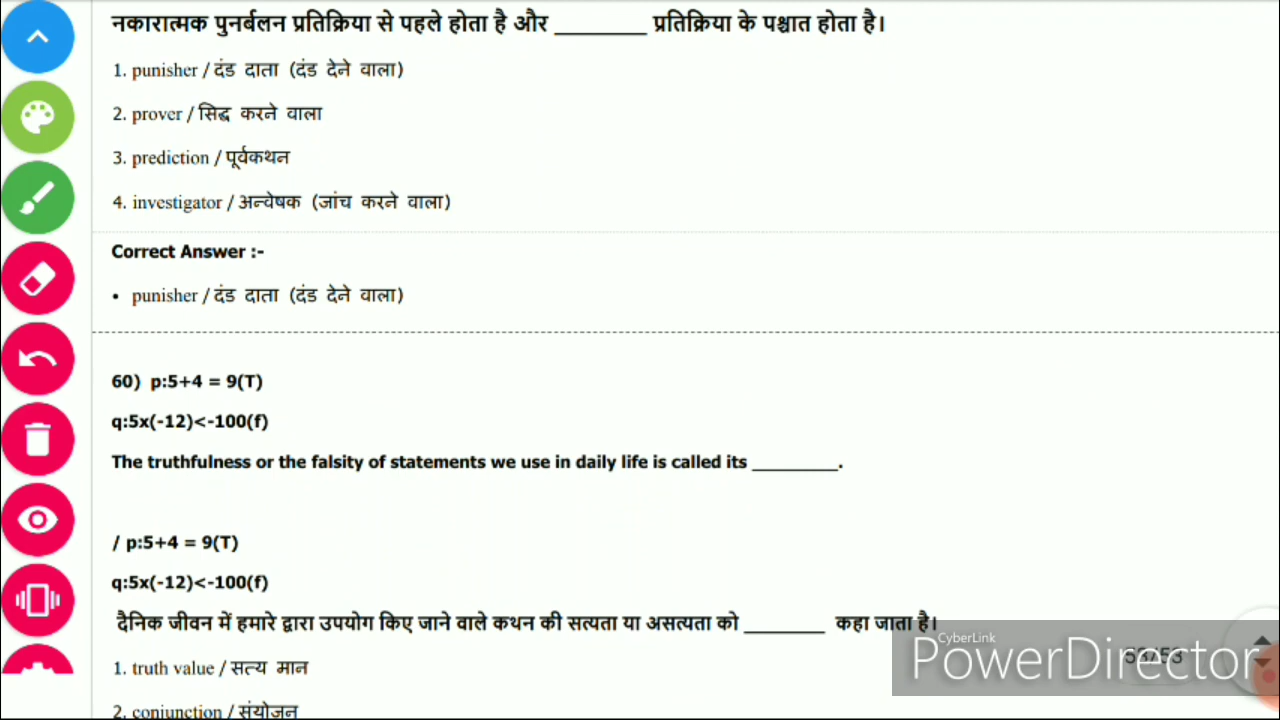 नकारात्मक पुनर्बलन प्रतिक्रिया से पहले होता है और ________ प्रतिक्रिया के पश्चात होता है।
1. punisher / दंड दाता (दंड देने वाला)
2. prover / सिद्ध करने वाला
3. prediction / पूर्वकथन
4. investigator / अन्वेषक (जांच करने वाला)
Correct Answer :-
• punisher / दंड दाता (दंड देने वाला)
60) p:5+4 = 9(T)
q:5x(-12)<-100(f)
The truthfulness or the falsity of statements we use in daily life is called its ________.
/ p:5+4 = 9(T)
q:5x(-12)<-100(f)
दैनिक जीवन में हमारे द्वारा उपयोग किए जाने वाले कथन की सत्यता या असत्यता को ________ कहा जाता है।
1. truth value / सत्य मान
2. conjunction / संयोजन
CyberLink
PowerDirector
53/53